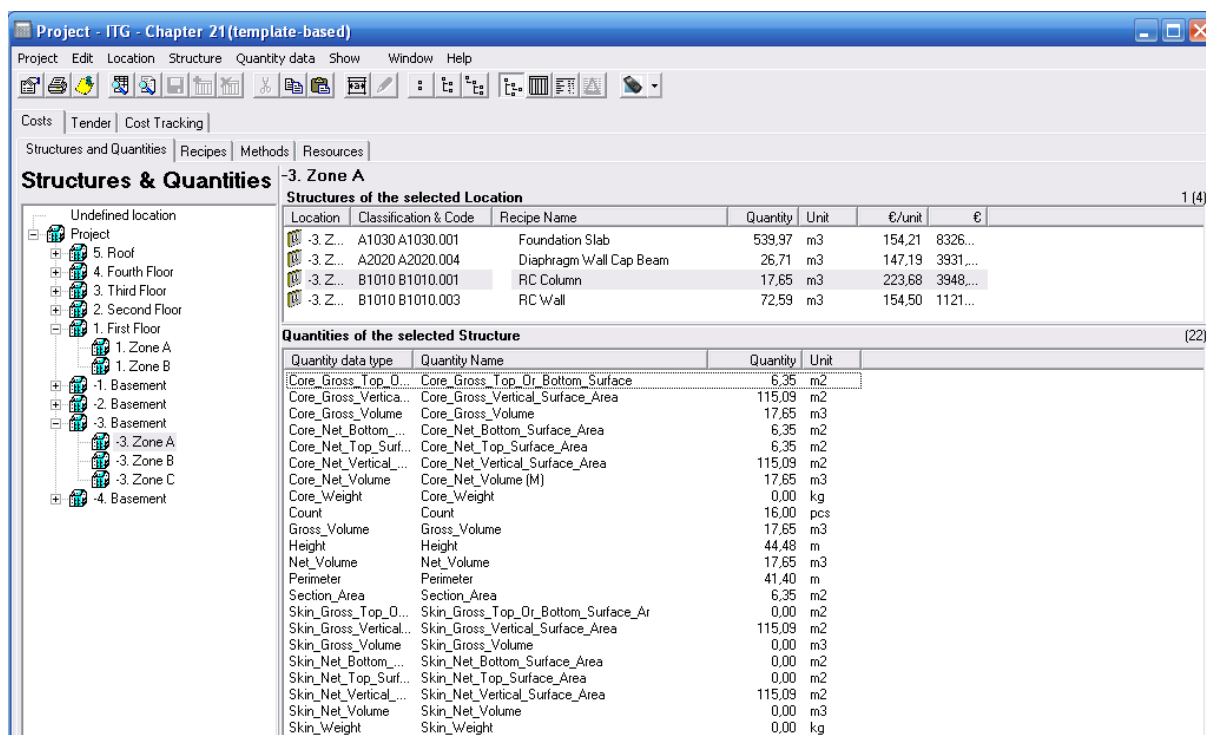 Project - ITG - Chapter 21(template-based)
Project Edit Location Structure Quantity data Show Window Help
Costs Tender Cost Tracking
Structures and Quantities Recipes Methods Resources
Structures & Quantities
Undefined location
Project
5. Roof
4. Fourth Floor
3. Third Floor
2. Second Floor
1. First Floor
1. Zone A
1. Zone B
-1. Basement
-2. Basement
-3. Basement
-3. Zone A
-3. Zone B
-3. Zone C
-4. Basement
-3. Zone A
Structures of the selected Location 1 (4)
Location Classification & Code Recipe Name Quantity Unit €/unit €
-3. Z... A1030 A1030.001 Foundation Slab 539,97 m3 154,21 8326...
-3. Z... A2020 A2020.004 Diaphragm Wall Cap Beam 26,71 m3 147,19 3931,...
-3. Z... B1010 B1010.001 RC Column 17,65 m3 223,68 3948,...
-3. Z... B1010 B1010.003 RC Wall 72,59 m3 154,50 1121...
Quantities of the selected Structure (22)
Quantity data type Quantity Name Quantity Unit
Core_Gross_Top_O... Core_Gross_Top_Or_Bottom_Surface 6,35 m2
Core_Gross_Vertica... Core_Gross_Vertical_Surface_Area 115,09 m2
Core_Gross_Volume Core_Gross_Volume 17,65 m3
Core_Net_Bottom_... Core_Net_Bottom_Surface_Area 6,35 m2
Core_Net_Top_Surf... Core_Net_Top_Surface_Area 6,35 m2
Core_Net_Vertical_... Core_Net_Vertical_Surface_Area 115,09 m2
Core_Net_Volume Core_Net_Volume (M) 17,65 m3
Core_Weight Core_Weight 0,00 kg
Count Count 16,00 pcs
Gross_Volume Gross_Volume 17,65 m3
Height Height 44,48 m
Net_Volume Net_Volume 17,65 m3
Perimeter Perimeter 41,40 m
Section_Area Section_Area 6,35 m2
Skin_Gross_Top_O... Skin_Gross_Top_Or_Bottom_Surface_Ar 0,00 m2
Skin_Gross_Vertical... Skin_Gross_Vertical_Surface_Area 115,09 m2
Skin_Gross_Volume Skin_Gross_Volume 0,00 m3
Skin_Net_Bottom_... Skin_Net_Bottom_Surface_Area 0,00 m2
Skin_Net_Top_Surf... Skin_Net_Top_Surface_Area 0,00 m2
Skin_Net_Vertical_... Skin_Net_Vertical_Surface_Area 115,09 m2
Skin_Net_Volume Skin_Net_Volume 0,00 m3
Skin_Weight Skin_Weight 0,00 kg